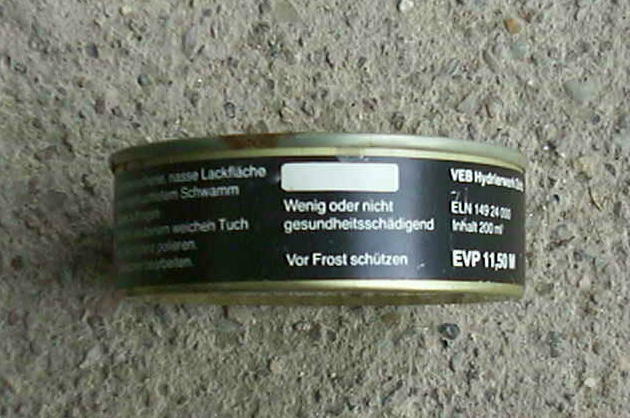 nasse Lackfläche
Schwamm
weichen Tuch
polieren.
Wenig oder nicht
gesundheitsschädigend
Vor Frost schützen
VEB Hydrierwerk
ELN 149 24 000
Inhalt 200 ml
EVP 11,50 M